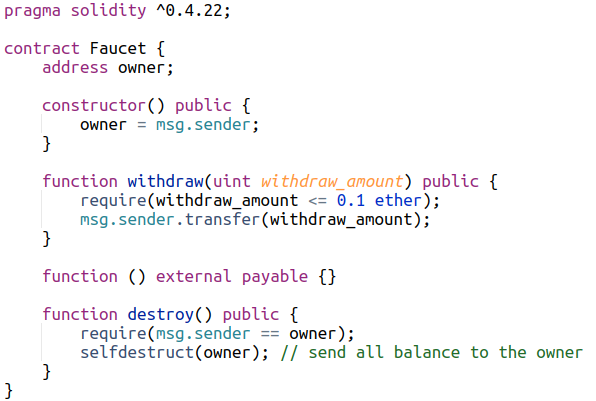 pragma solidity ^0.4.22;

contract Faucet {
    address owner;

    constructor() public {
        owner = msg.sender;
    }

    function withdraw(uint withdraw_amount) public {
        require(withdraw_amount <= 0.1 ether);
        msg.sender.transfer(withdraw_amount);
    }

    function () external payable {}

    function destroy() public {
        require(msg.sender == owner);
        selfdestruct(owner); // send all balance to the owner
    }
}